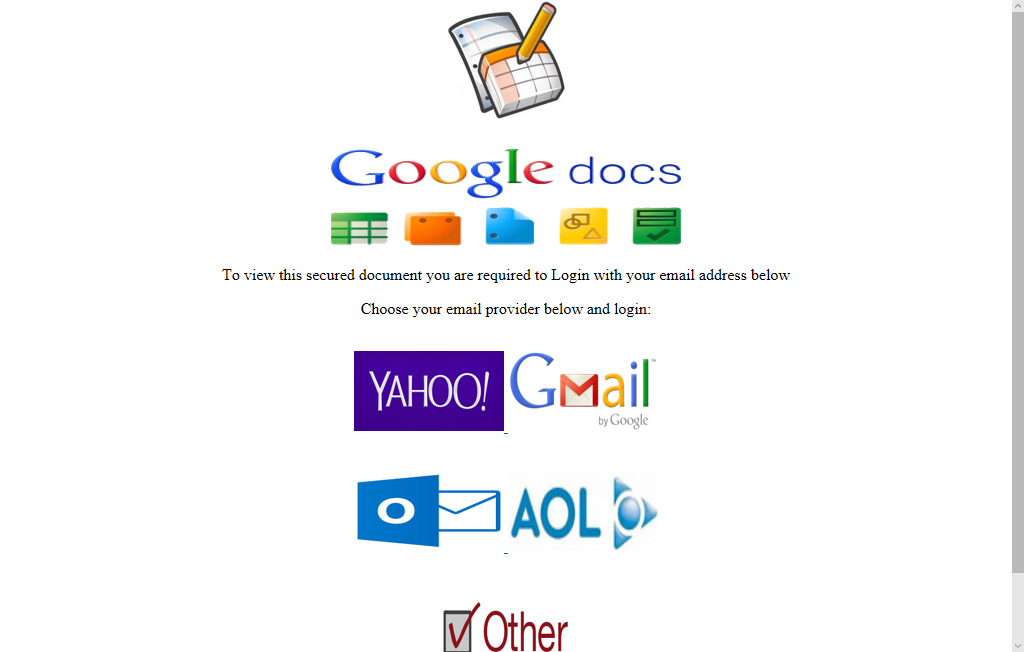 Google docs
To view this secured document you are required to Login with your email address below
Choose your email provider below and login:
YAHOO! Gmail™
by Google
O AOL
Other